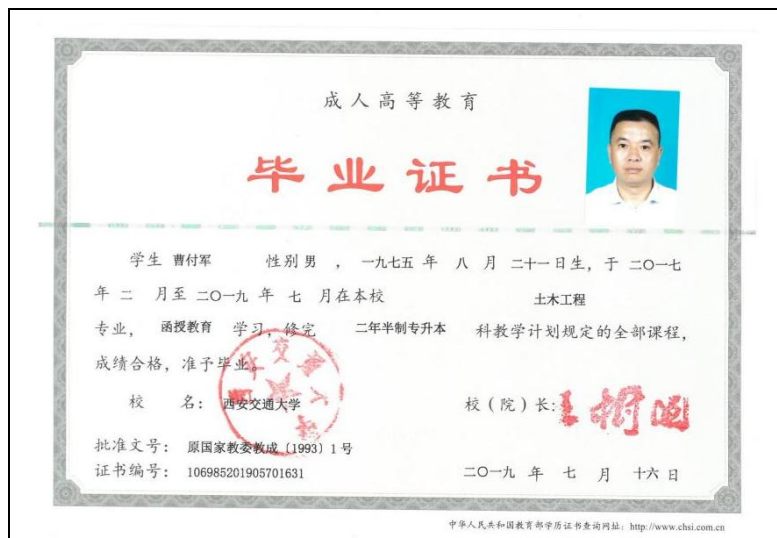 成人高等教育
毕业证书
学生 曹付军 性别 男 ， 一九七五 年 八 月 二十一 日生，于 二〇一七
年 二 月至 二〇一九 年 七 月在本校 土木工程
专业， 函授教育 学习，修完 二年半制专升本 科教学计划规定的全部课程，
成绩合格，准予毕业。
校 名： 西安交通大学 校（院）长：王树国
批准文号： 原国家教委教成〔1993〕1号
证书编号： 106985201905701631 二〇一九 年 七 月 十六 日
中华人民共和国教育部学历证书查询网址：http://www.chsi.com.cn